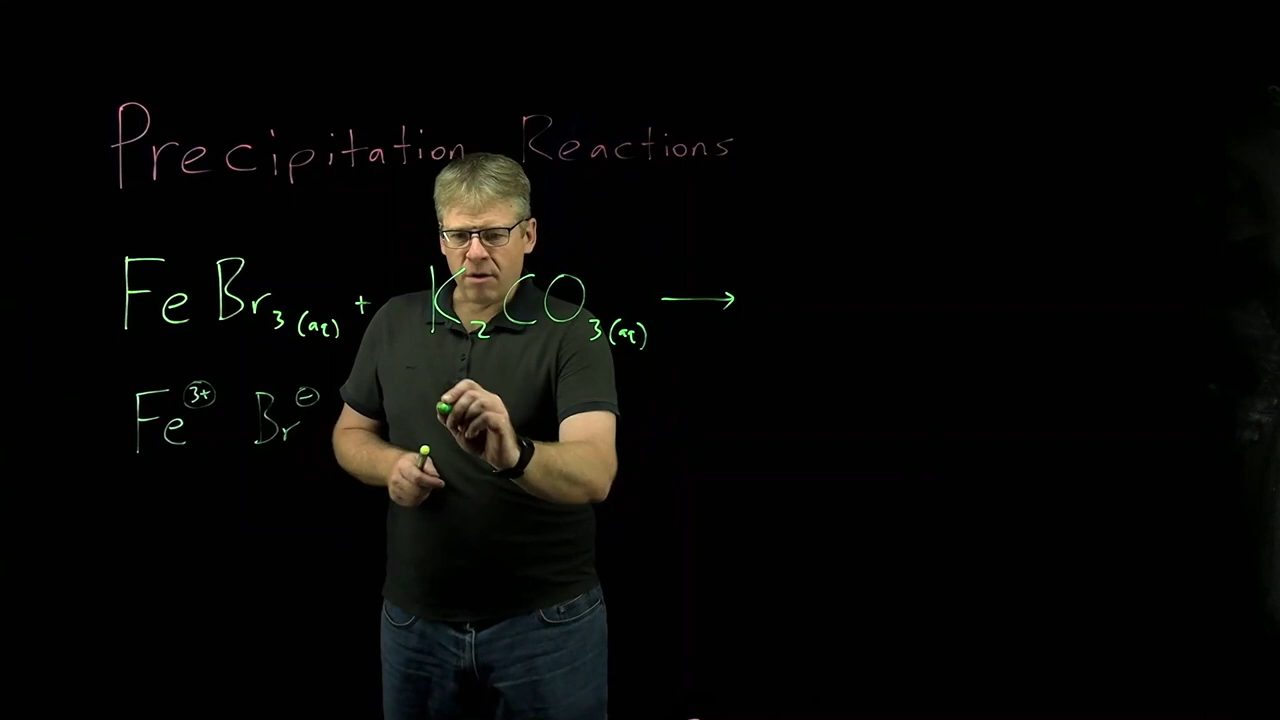 Precipitation Reactions
FeBr₃(aq) + K₂CO₃(aq) →
Fe³⁺ Br⁻